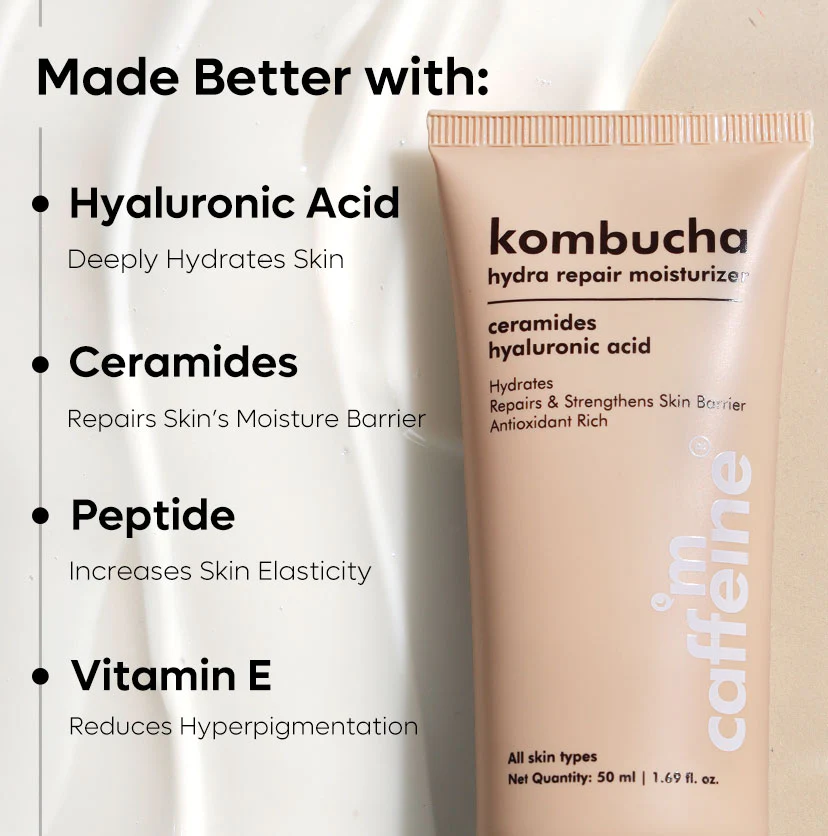 Made Better with:
Hyaluronic Acid
Deeply Hydrates Skin
Ceramides
Repairs Skin's Moisture Barrier
Peptide
Increases Skin Elasticity
Vitamin E
Reduces Hyperpigmentation
kombucha
hydra repair moisturizer
ceramides
hyaluronic acid
Hydrates
Repairs & Strengthens Skin Barrier
Antioxidant Rich
®
m
caffeine
All skin types
Net Quantity: 50 ml | 1.69 fl. oz.